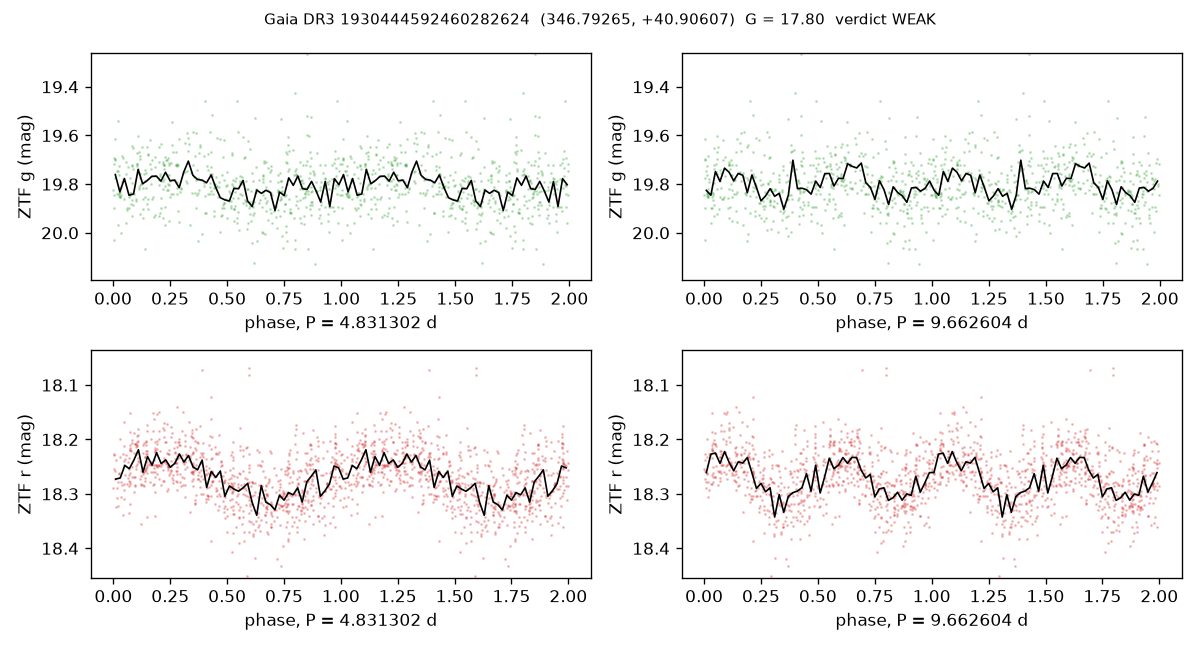 Gaia DR3 1930444592460282624 (346.79265, +40.90607) G = 17.80 verdict WEAK
ZTF g (mag)
19.4
19.6
19.8
20.0
0.00 0.25 0.50 0.75 1.00 1.25 1.50 1.75 2.00
phase, P = 4.831302 d
ZTF g (mag)
19.4
19.6
19.8
20.0
0.00 0.25 0.50 0.75 1.00 1.25 1.50 1.75 2.00
phase, P = 9.662604 d
ZTF r (mag)
18.1
18.2
18.3
18.4
0.00 0.25 0.50 0.75 1.00 1.25 1.50 1.75 2.00
phase, P = 4.831302 d
ZTF r (mag)
18.1
18.2
18.3
18.4
0.00 0.25 0.50 0.75 1.00 1.25 1.50 1.75 2.00
phase, P = 9.662604 d